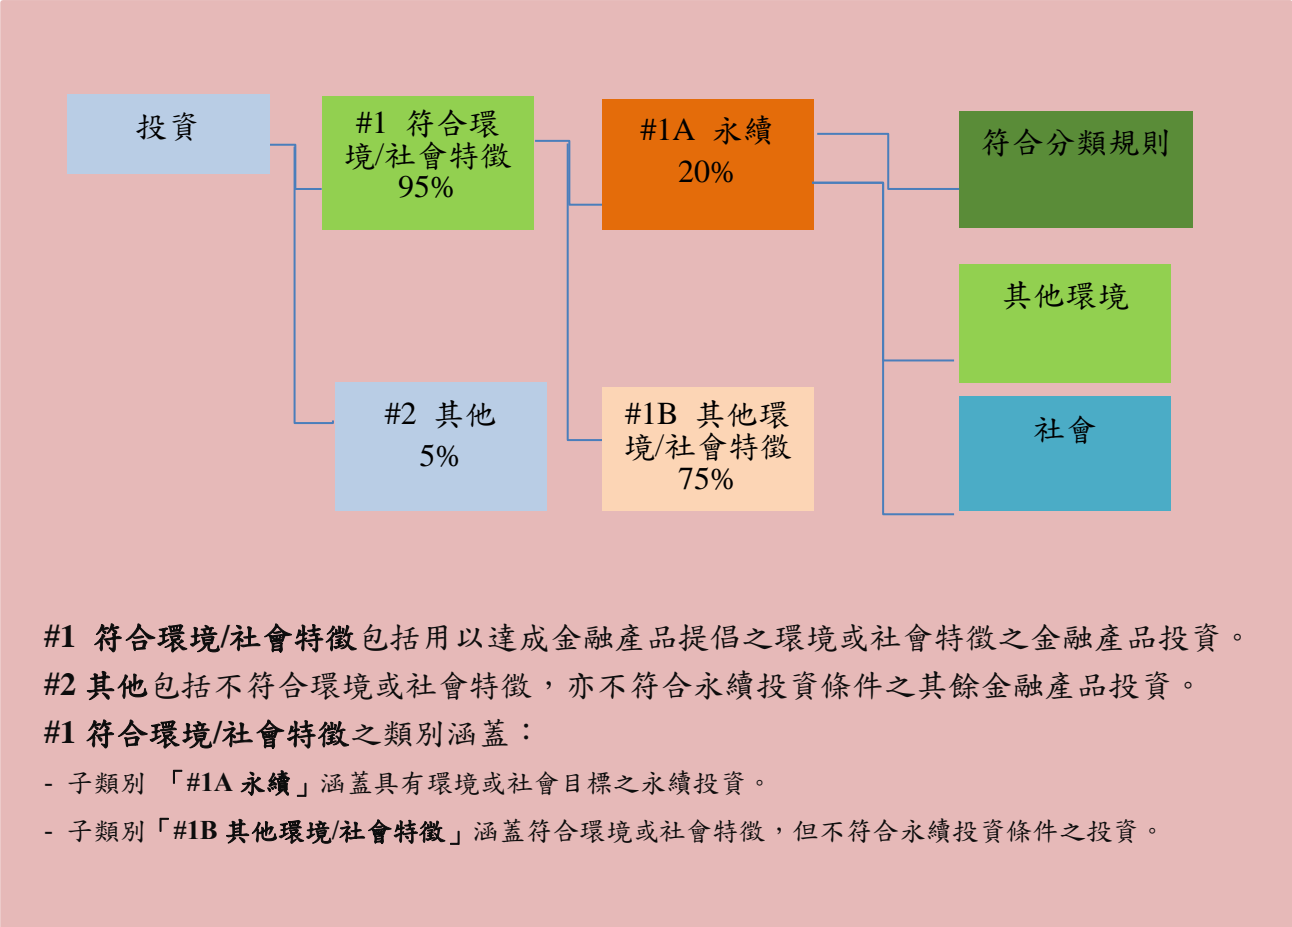 投資
#1 符合環
境/社會特徵
95%
#1A 永續
20%
符合分類規則
其他環境
#2 其他
5%
#1B 其他環
境/社會特徵
75%
社會
#1 符合環境/社會特徵包括用以達成金融產品提倡之環境或社會特徵之金融產品投資。
#2 其他包括不符合環境或社會特徵，亦不符合永續投資條件之其餘金融產品投資。
#1 符合環境/社會特徵之類別涵蓋：
- 子類別 「#1A 永續」涵蓋具有環境或社會目標之永續投資。
- 子類別「#1B 其他環境/社會特徵」涵蓋符合環境或社會特徵，但不符合永續投資條件之投資。